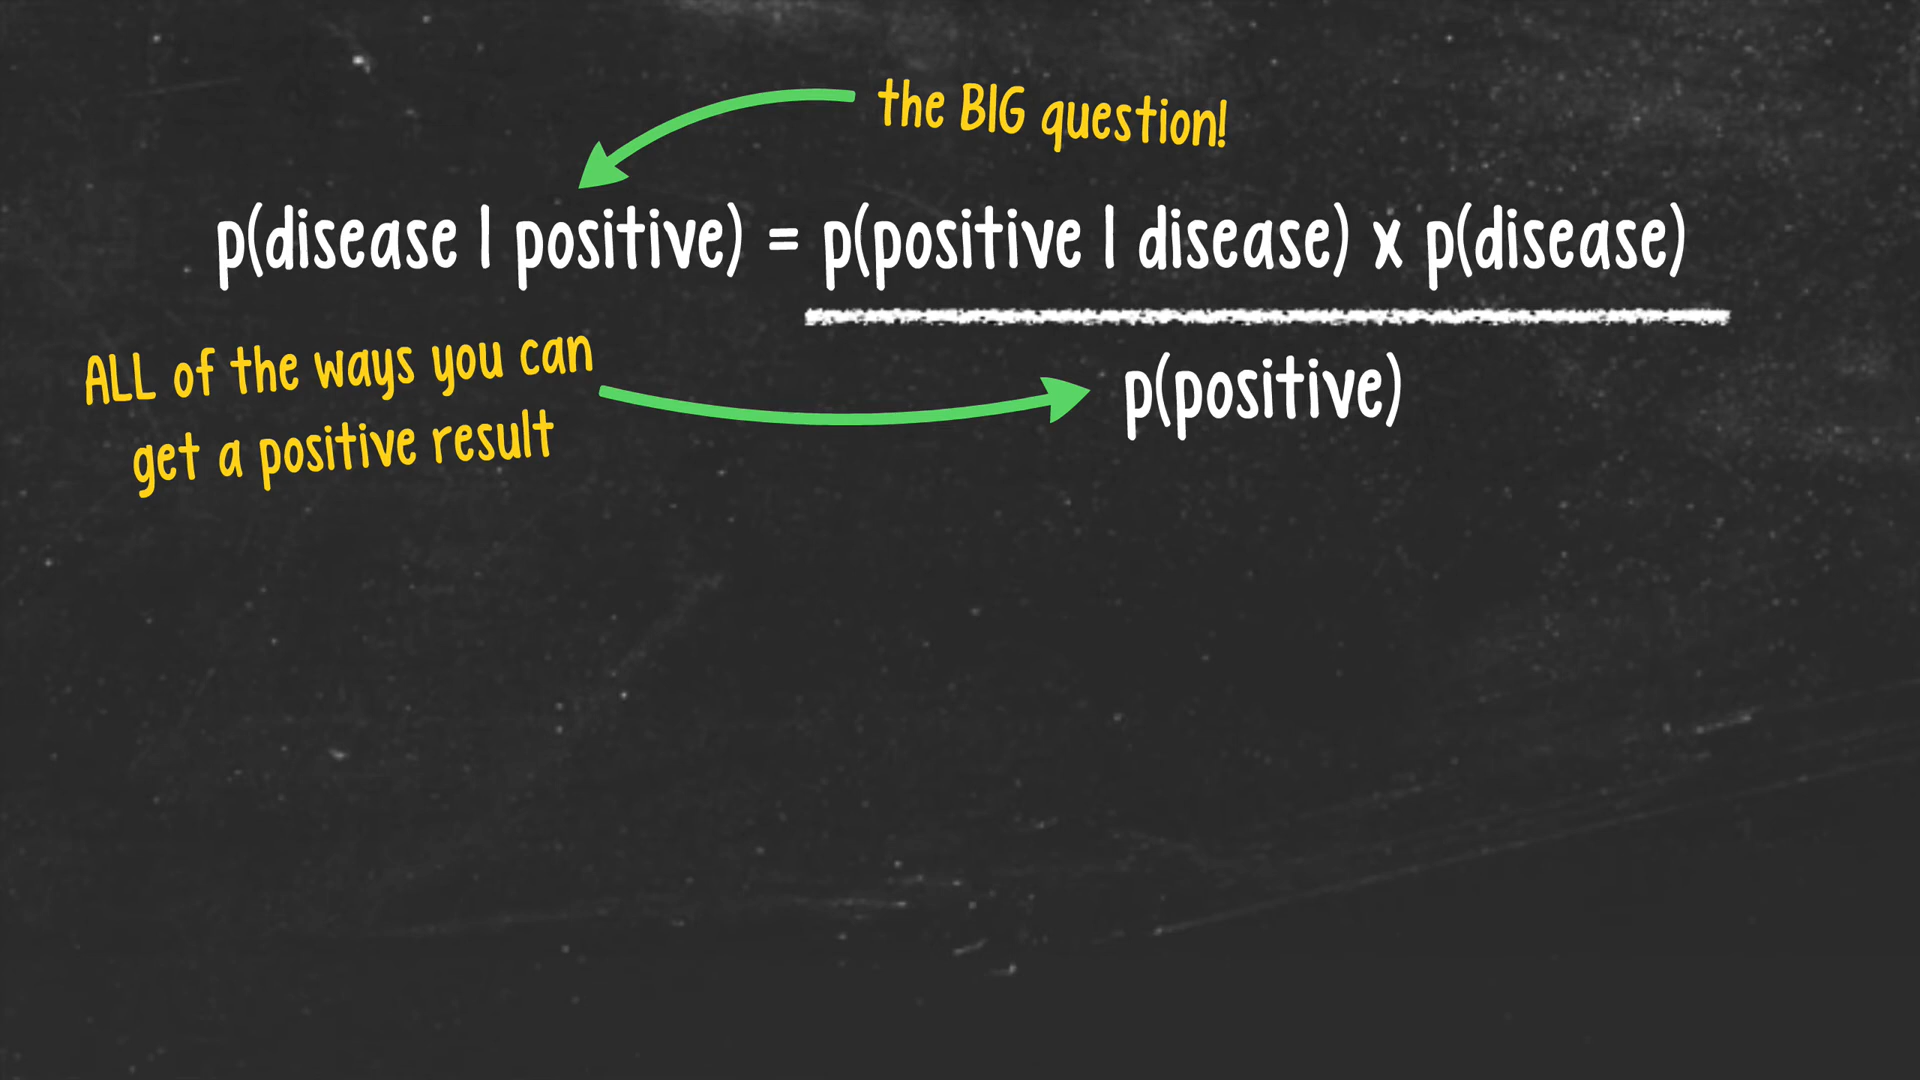 the BIG question!
p(disease | positive) = p(positive | disease) x p(disease)
p(positive)
ALL of the ways you can
get a positive result